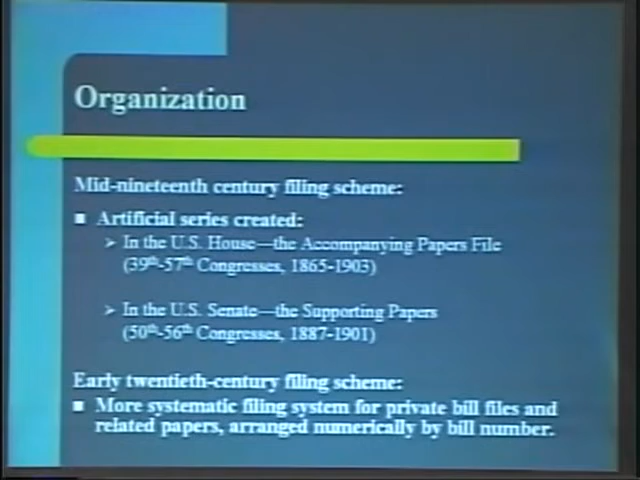 Organization
Mid-nineteenth century filing scheme:
■ Artificial series created:
➢ In the U.S. House—the Accompanying Papers File
(39th-57th Congresses, 1865-1903)
➢ In the U.S. Senate—the Supporting Papers
(50th-56th Congresses, 1887-1901)
Early twentieth-century filing scheme:
■ More systematic filing system for private bill files and
related papers, arranged numerically by bill number.